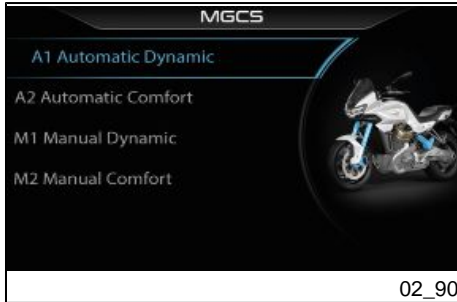 MGCS
A1 Automatic Dynamic
A2 Automatic Comfort
M1 Manual Dynamic
M2 Manual Comfort
02_90